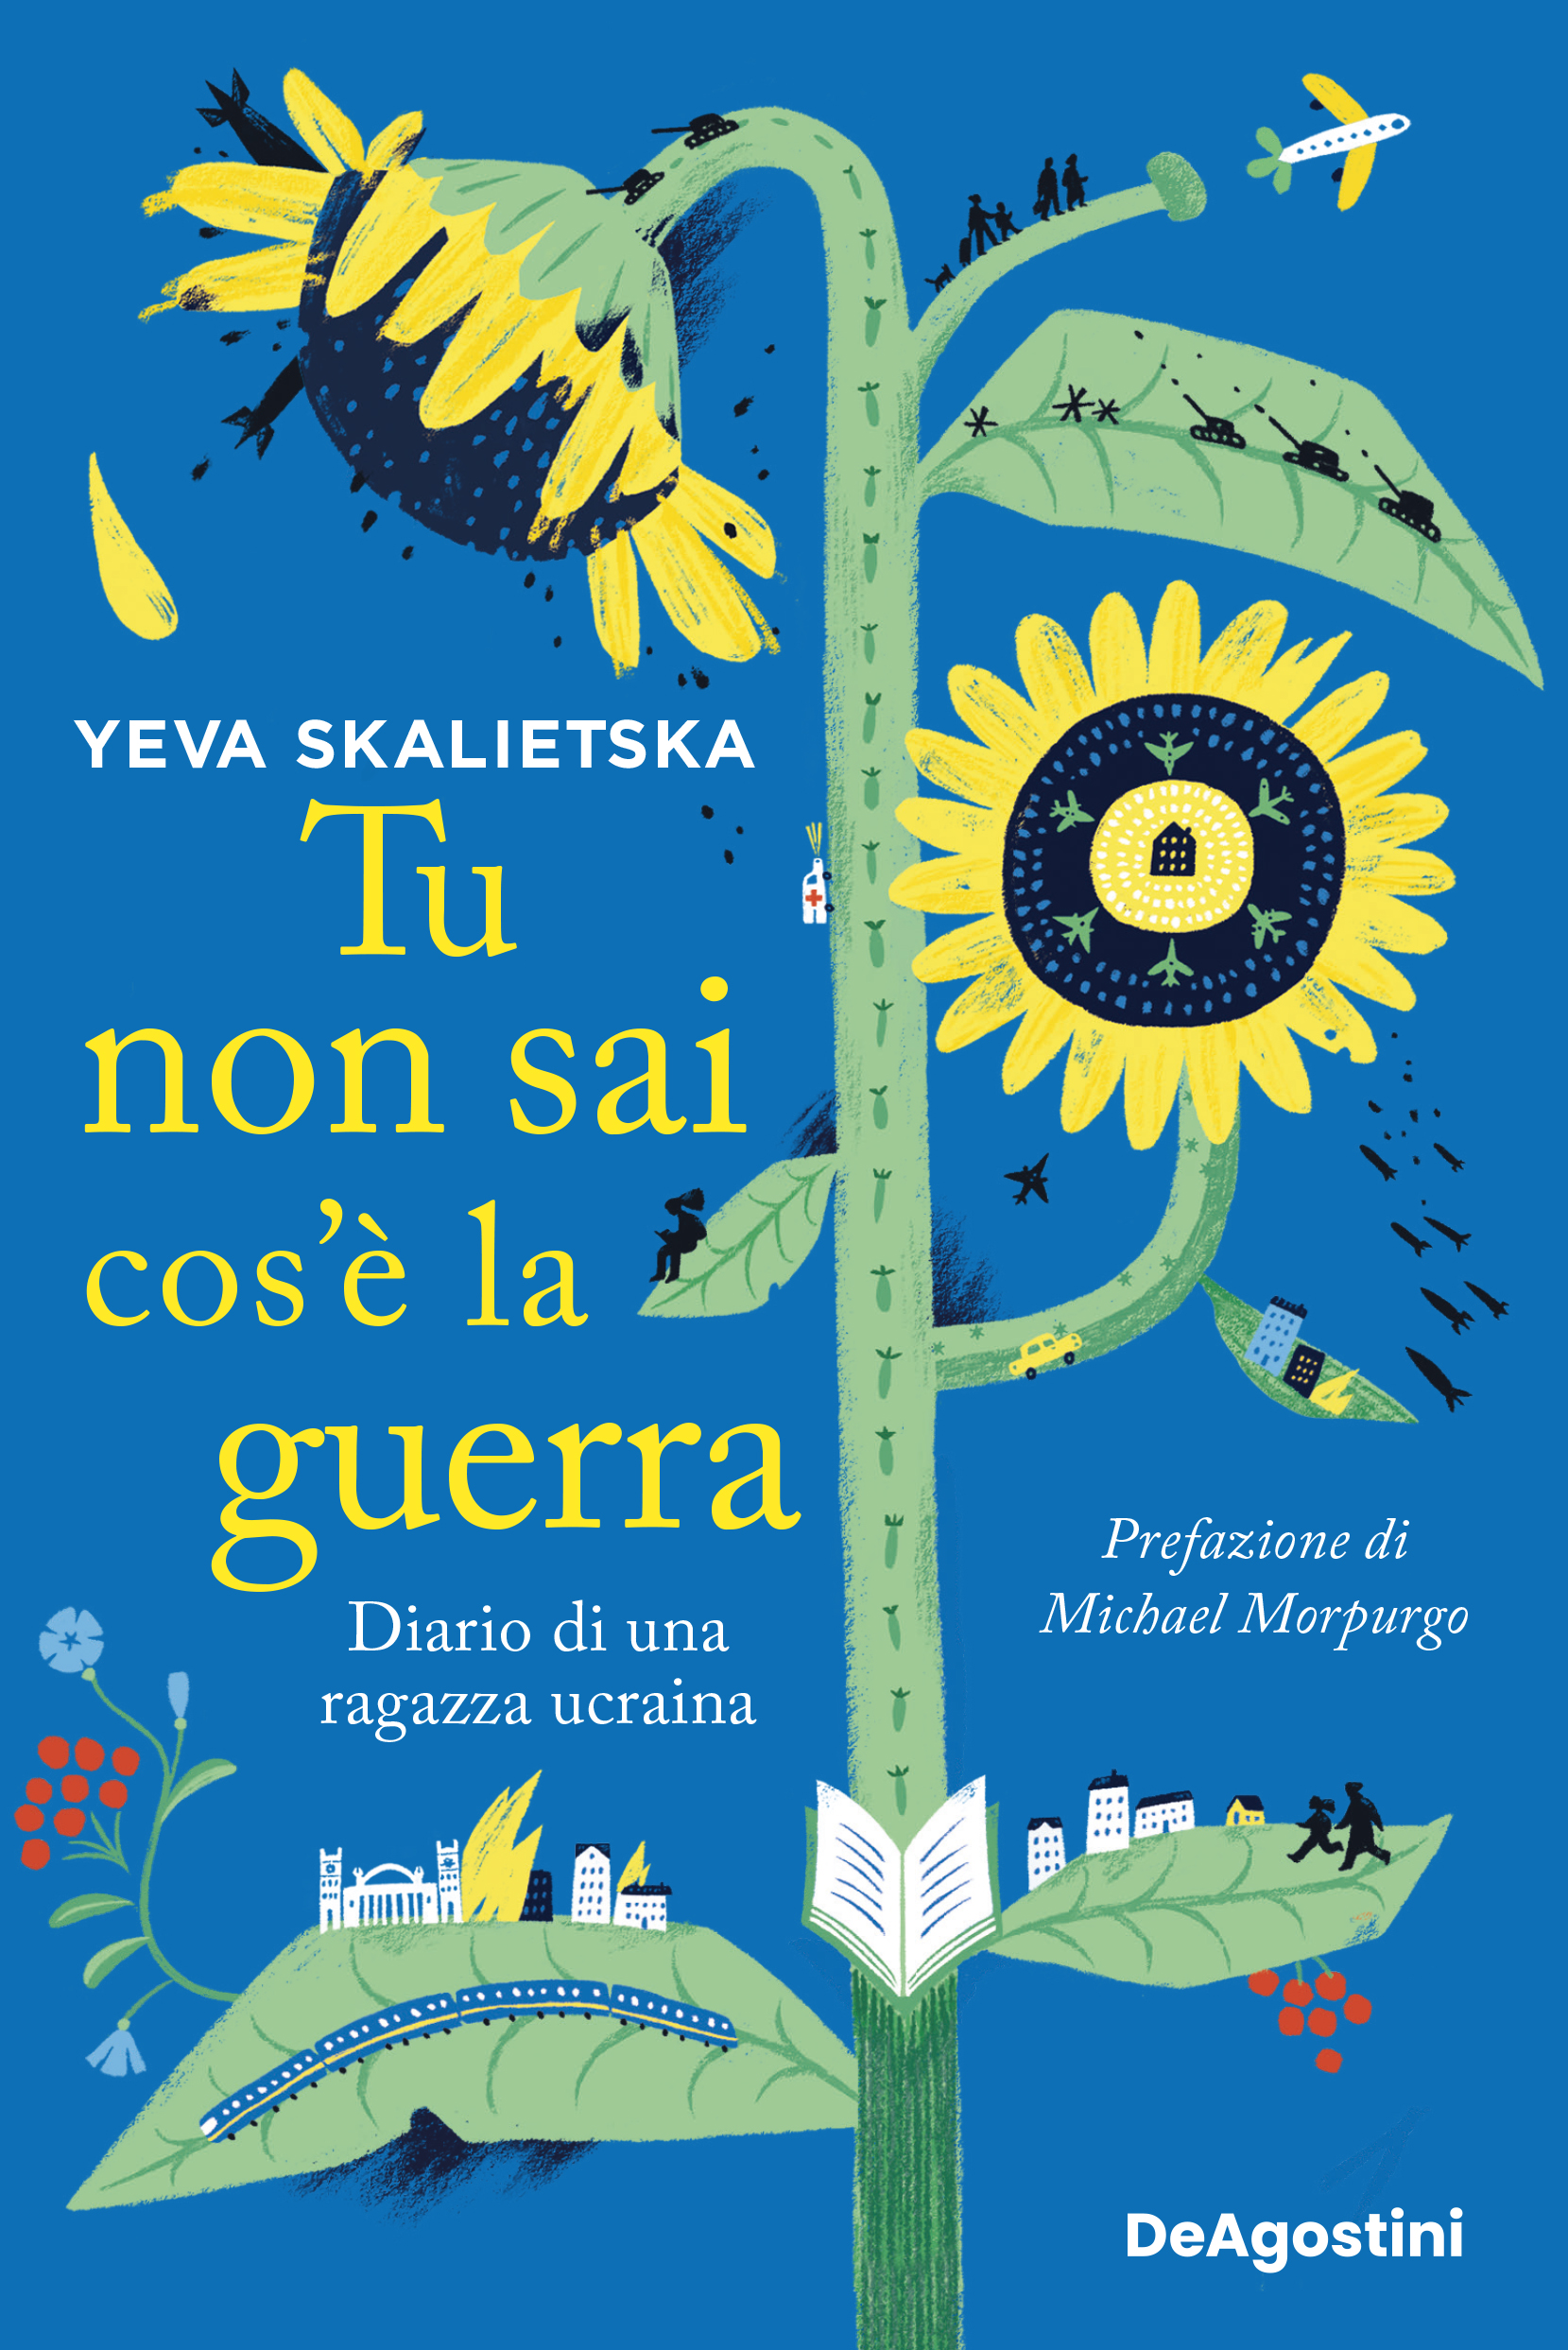 YEVA SKALIETSKA
Tu
non sai
cos’è la
guerra
Diario di una
ragazza ucraina
Prefazione di
Michael Morpurgo
DeAgostini